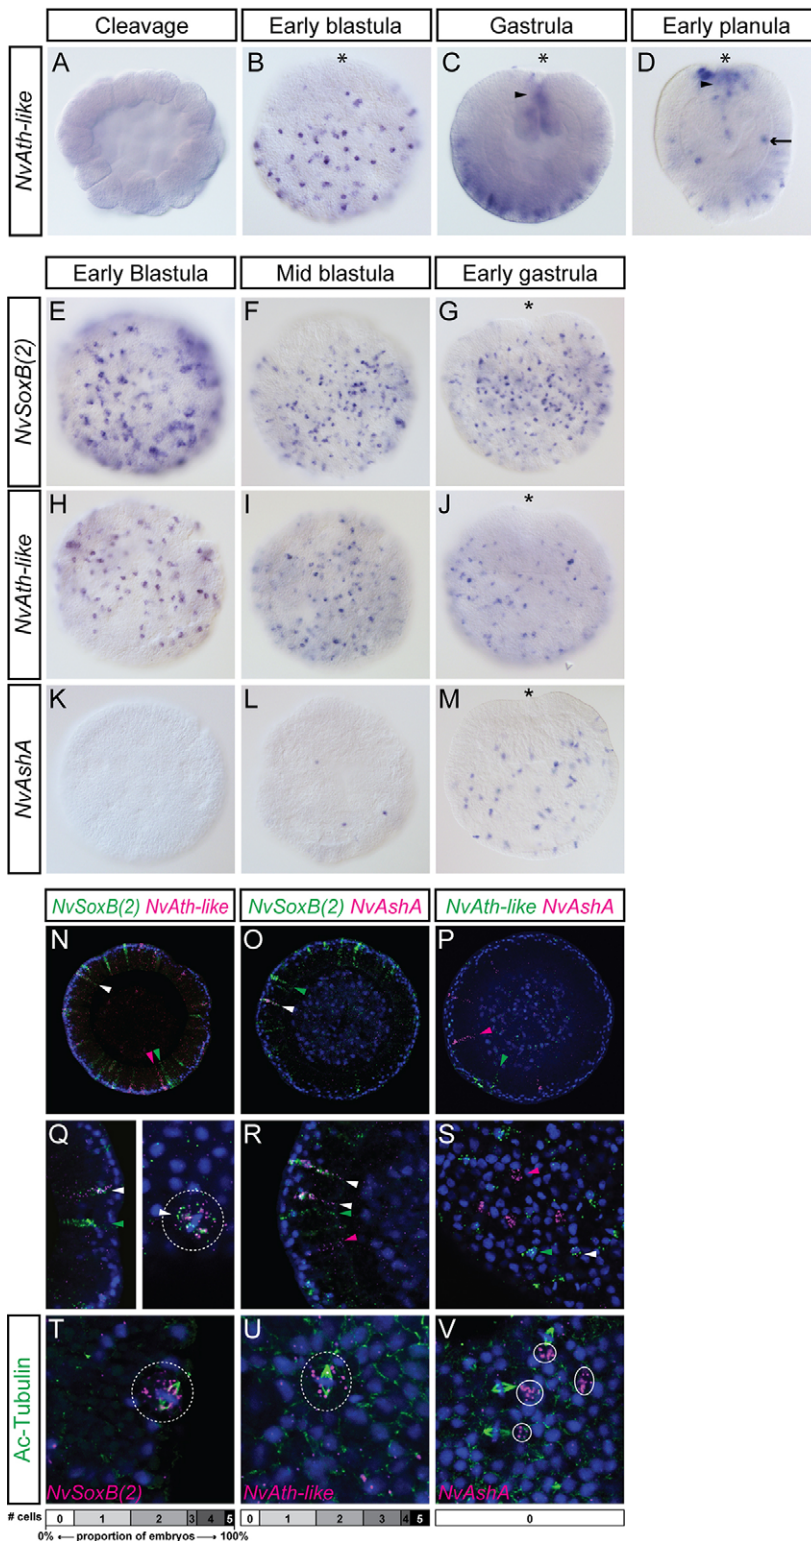 Cleavage Early blastula Gastrula Early planula
NvAth-like
A B * C * D *
Early Blastula Mid blastula Early gastrula
NvSoxB(2)
E F G *
NvAth-like
H I J *
NvAshA
K L M *
NvSoxB(2) NvAth-like NvSoxB(2) NvAshA NvAth-like NvAshA
N O P
Q R S
Ac-Tubulin
T U V
NvSoxB(2) NvAth-like NvAshA
# cells 0 1 2 3 4 5 0 1 2 3 4 5 0
0% ← proportion of embryos → 100%